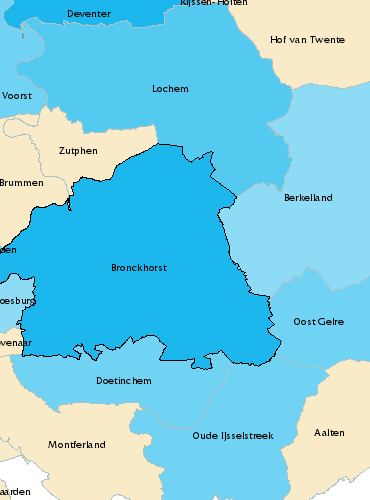 Rijssen-Holten
Deventer
Hof van Twente
Lochem
Voorst
Zutphen
Brummen
Berkelland
Bronckhorst
oesburg
Oost Gelre
venaar
Doetinchem
Aalten
Oude IJsselstreek
Montferland
aarden